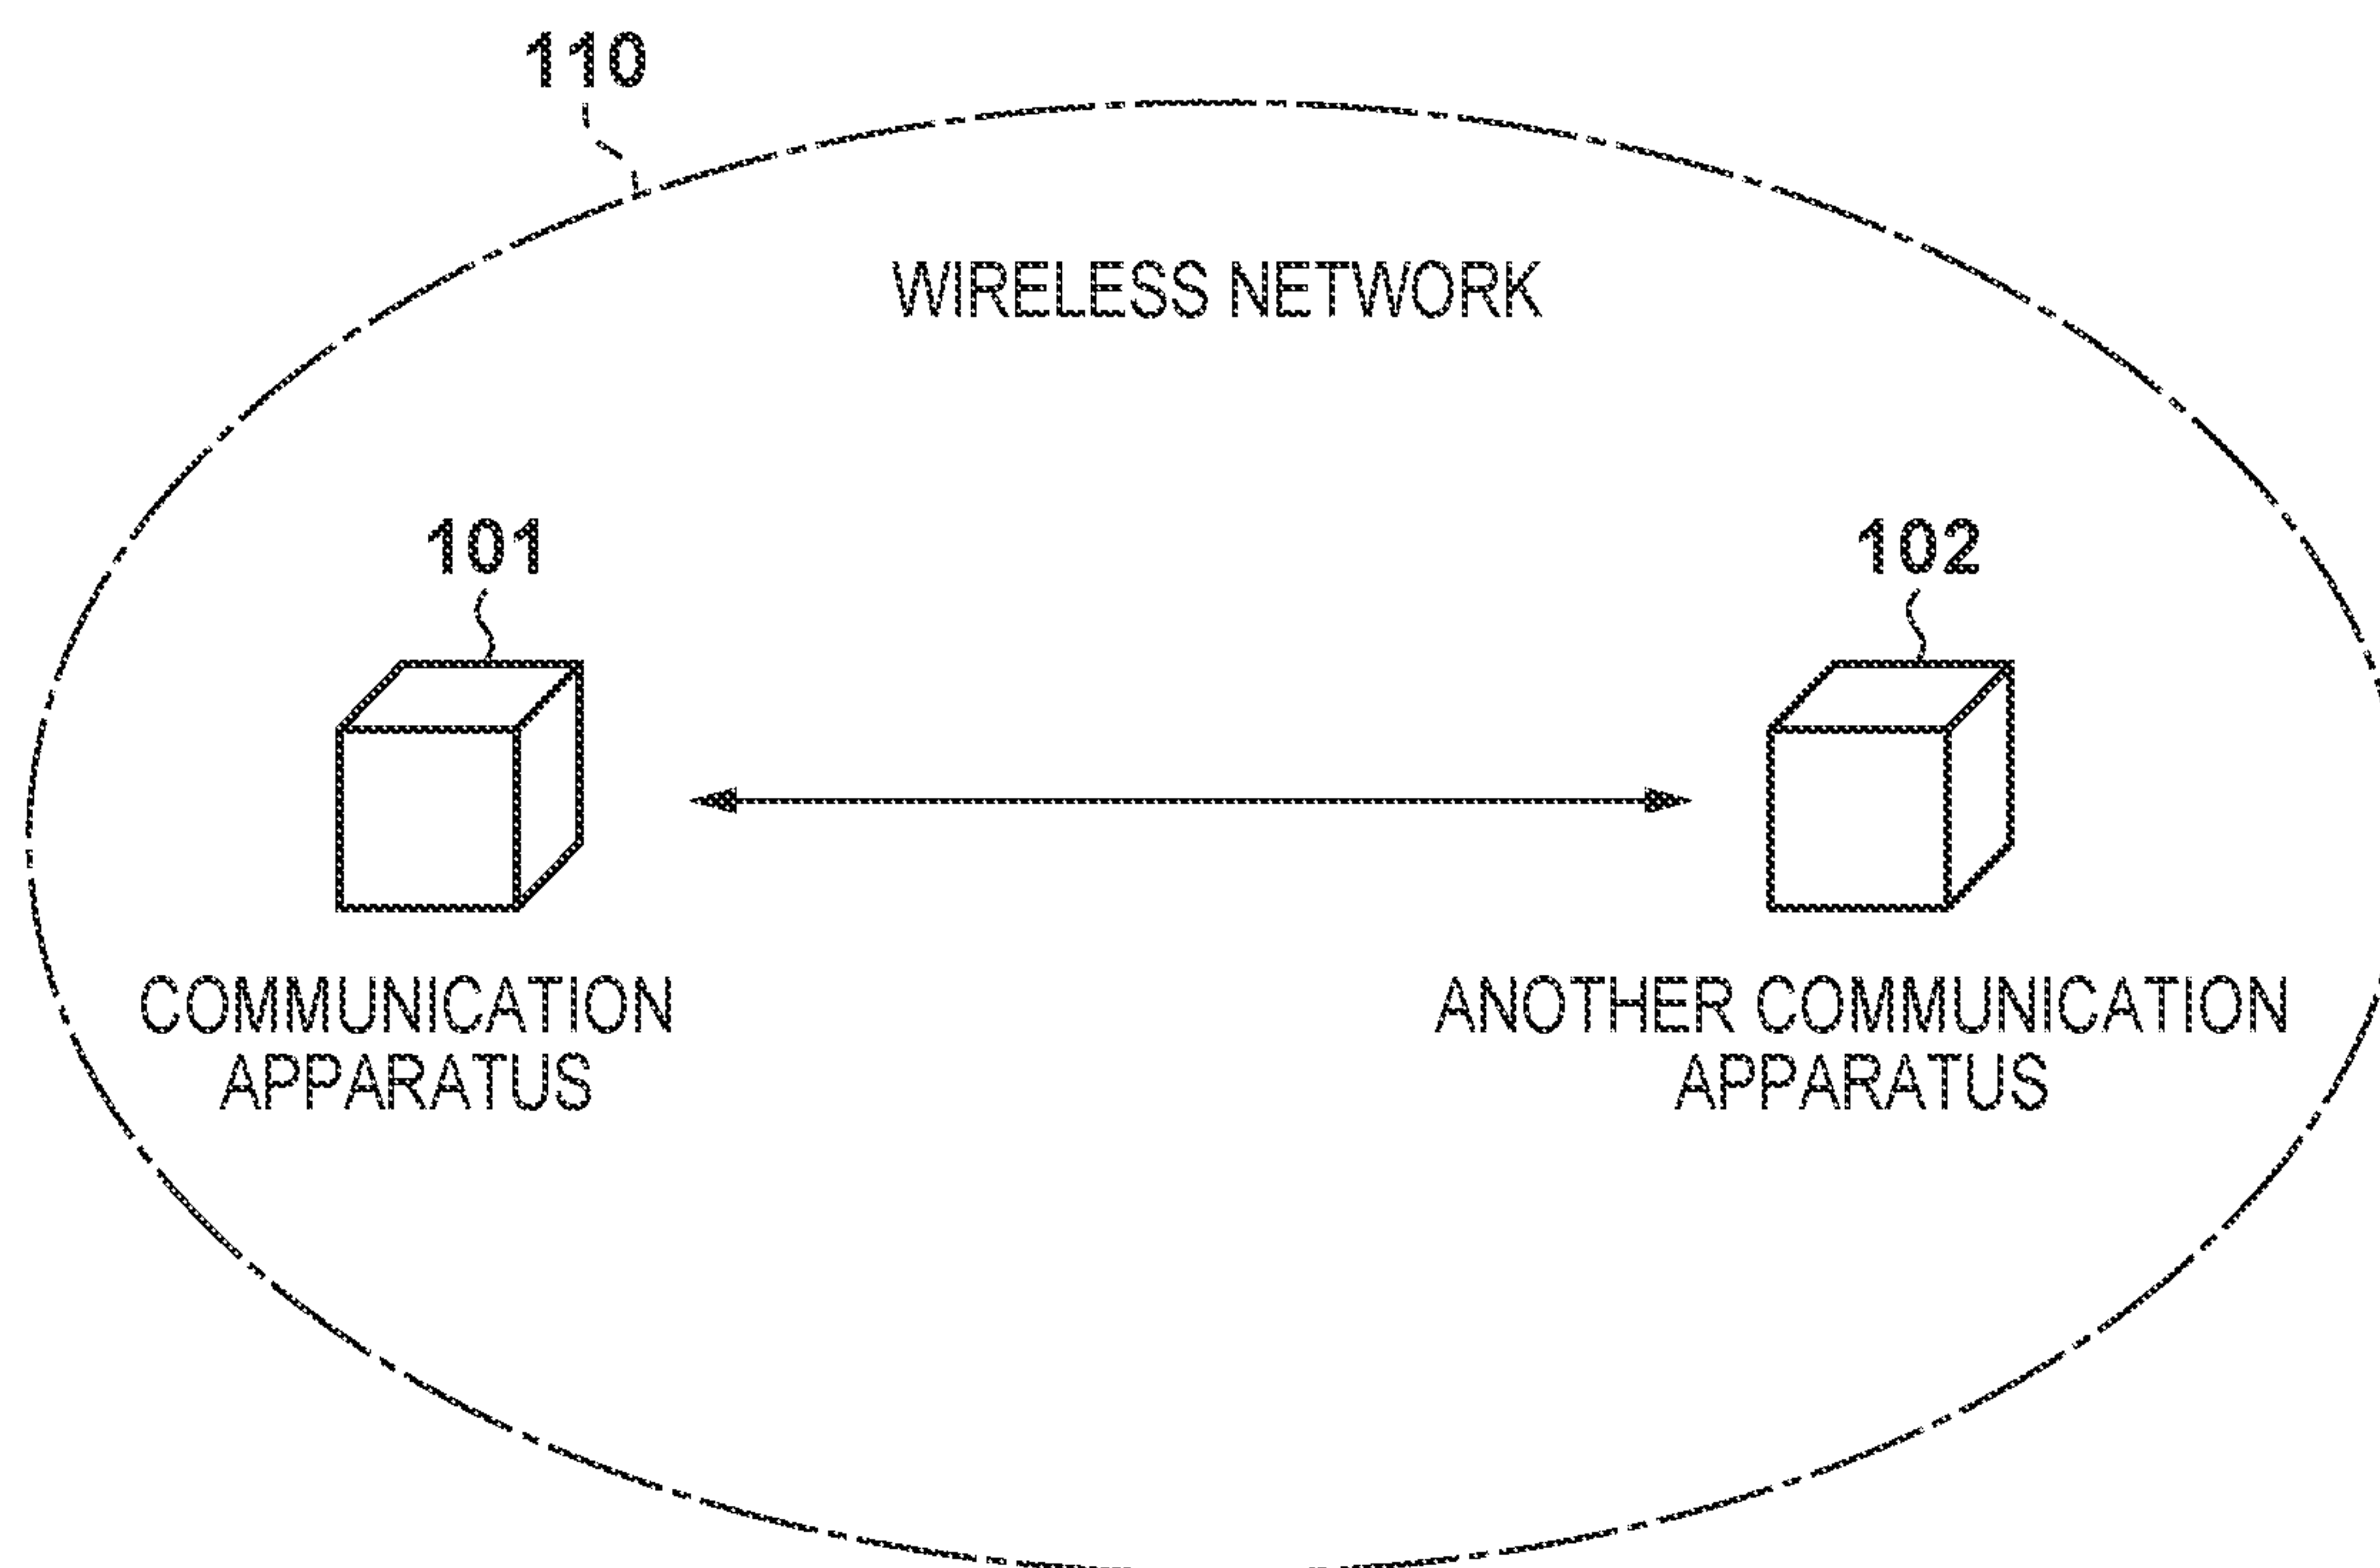 110
WIRELESS NETWORK
101
102
COMMUNICATION
APPARATUS
ANOTHER COMMUNICATION
APPARATUS